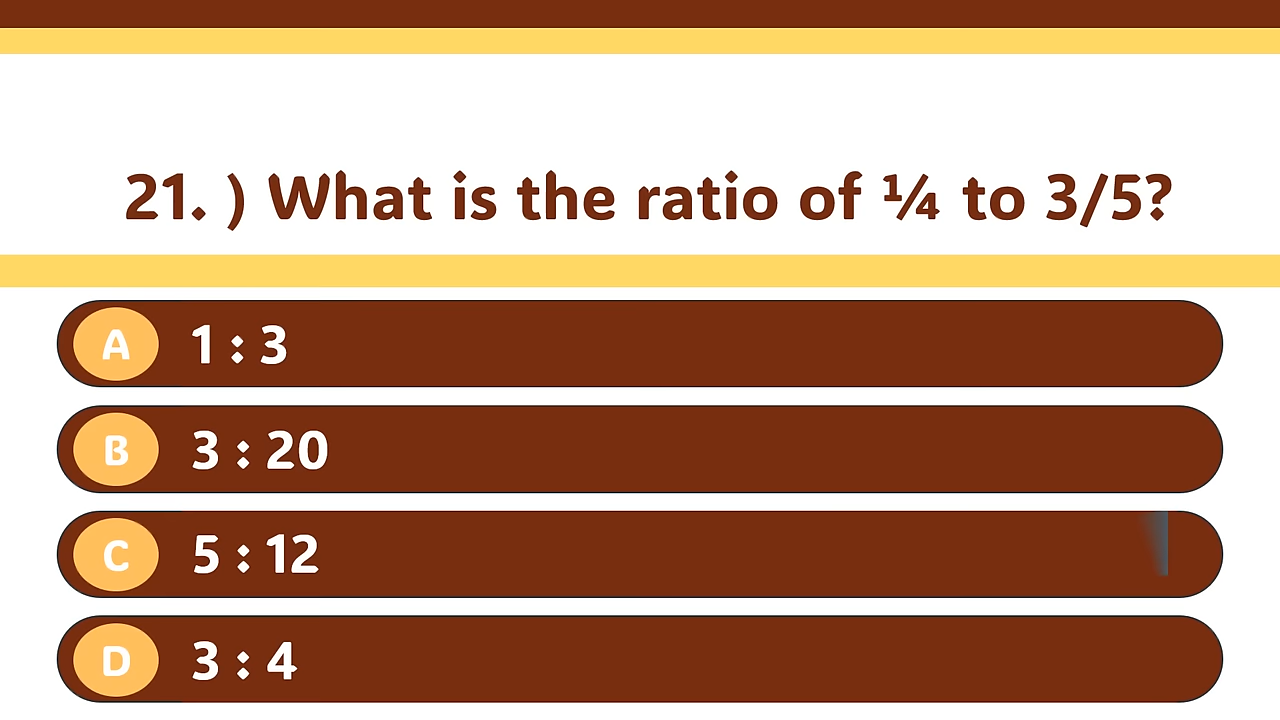 21. ) What is the ratio of ¼ to 3/5?
A 1 : 3
B 3 : 20
C 5 : 12
D 3 : 4